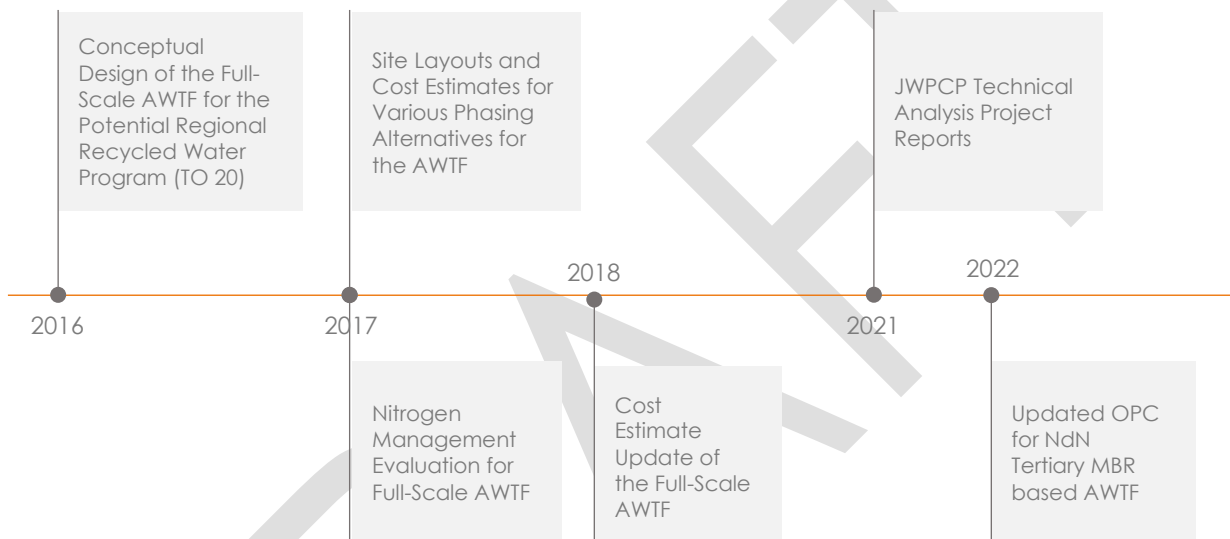 Conceptual
Design of the Full-
Scale AWTF for the
Potential Regional
Recycled Water
Program (TO 20)
Site Layouts and
Cost Estimates for
Various Phasing
Alternatives for
the AWTF
JWPCP Technical
Analysis Project
Reports
2016
2017
2018
2021
2022
Nitrogen
Management
Evaluation for
Full-Scale AWTF
Cost
Estimate
Update of
the Full-Scale
AWTF
Updated OPC
for NdN
Tertiary MBR
based AWTF